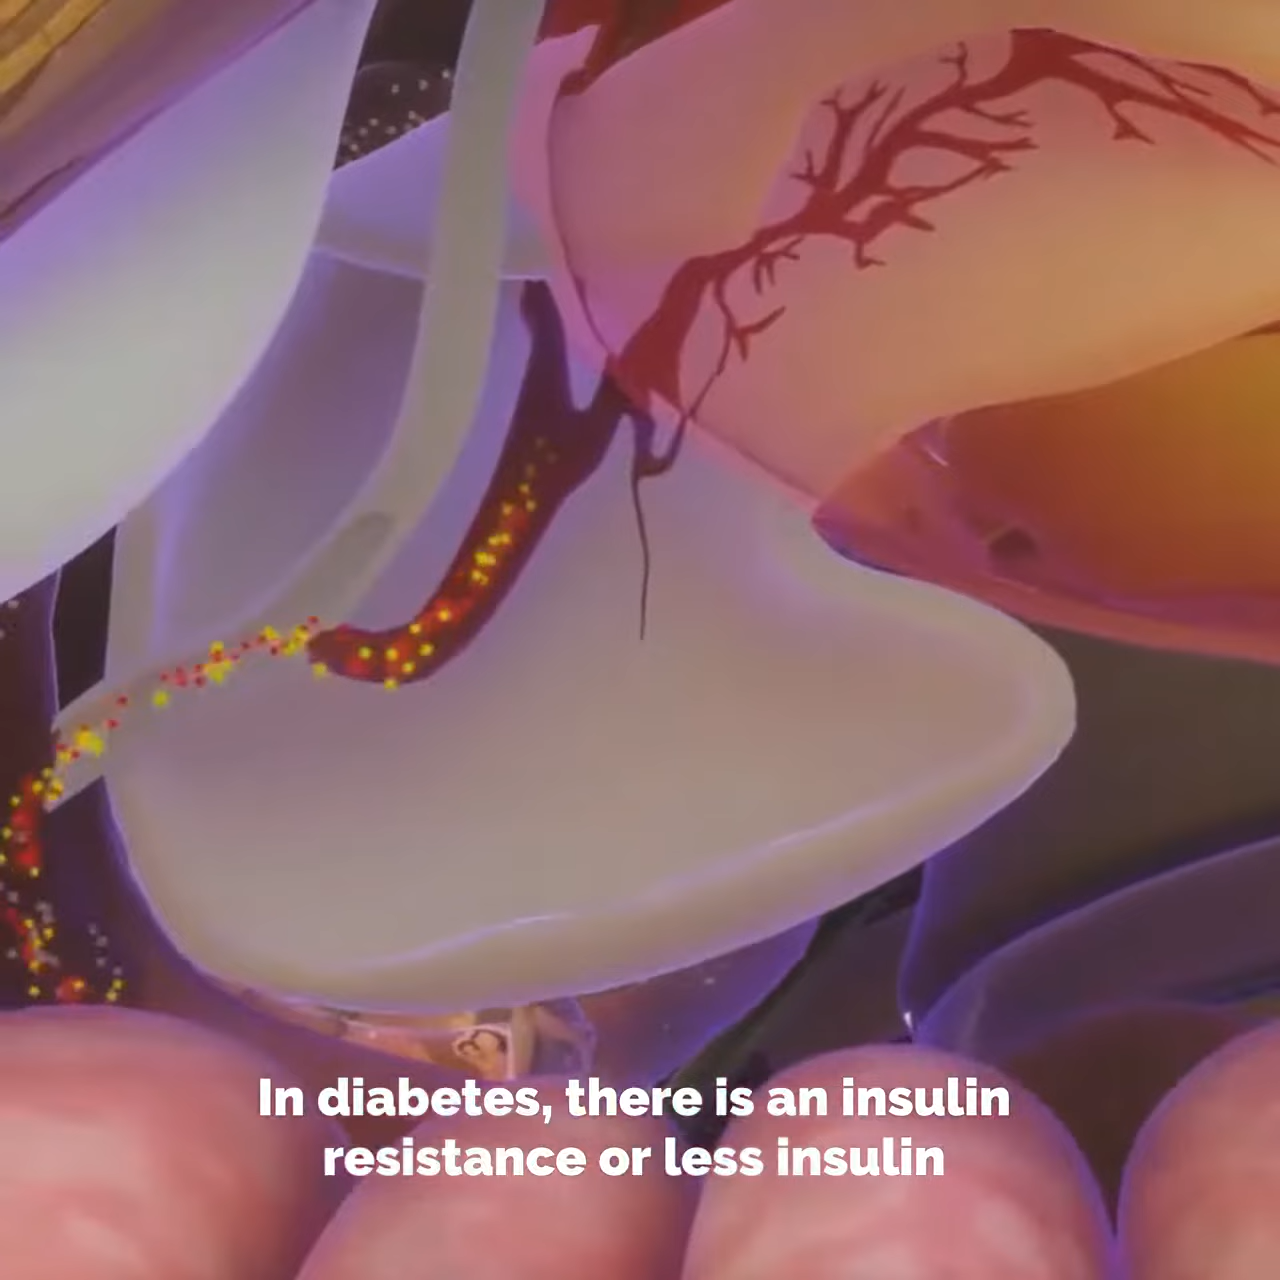 In diabetes, there is an insulin
resistance or less insulin